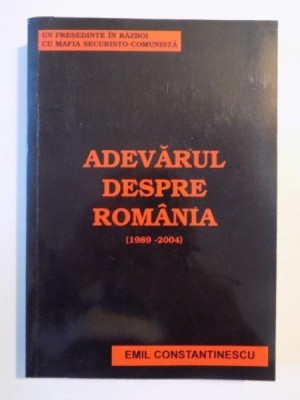 UN PREȘEDINTE ÎN RĂZBOI
CU MAFIA SECURISTO-COMUNISTĂ
ADEVĂRUL
DESPRE
ROMÂNIA
(1989 -2004)
EMIL CONSTANTINESCU